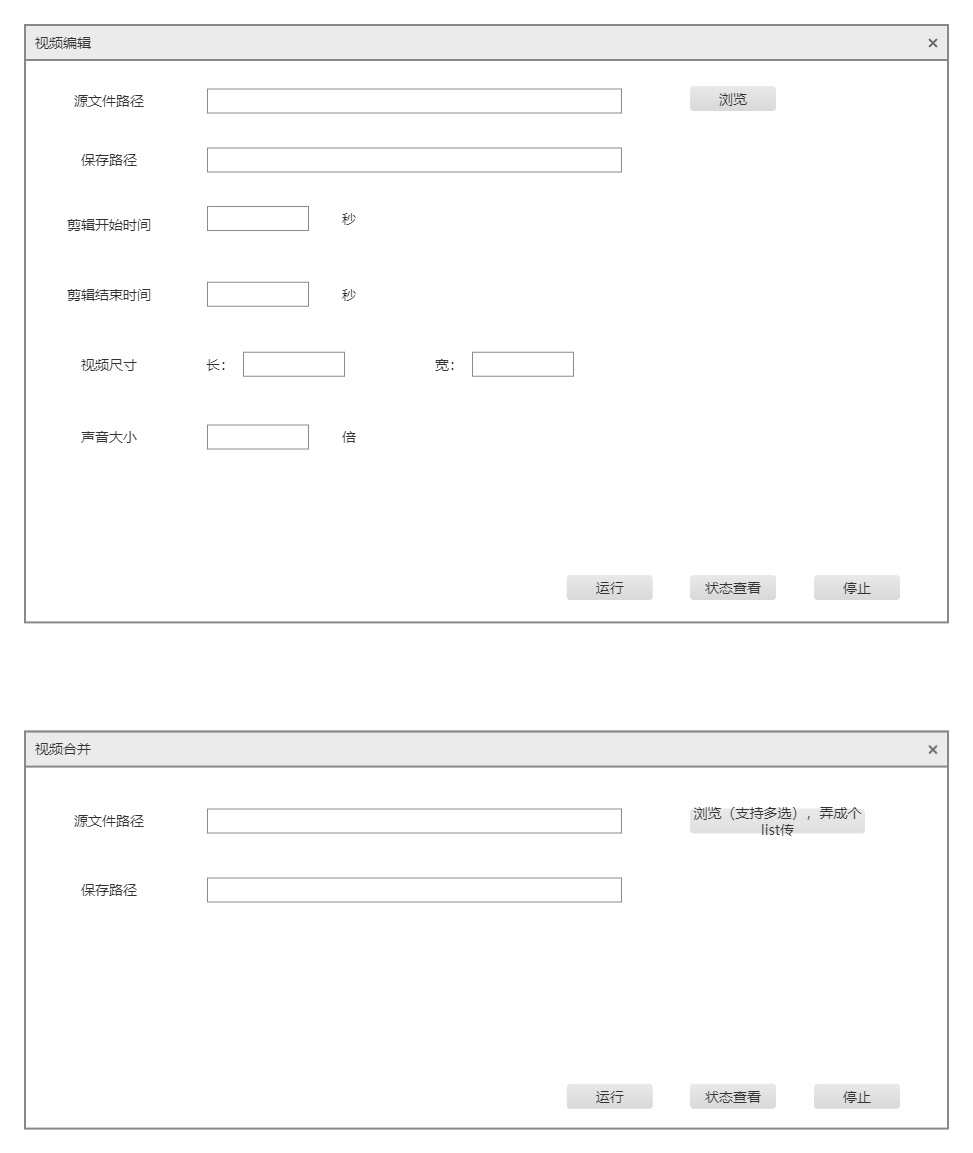 视频编辑 ×
源文件路径 浏览
保存路径
剪辑开始时间 秒
剪辑结束时间 秒
视频尺寸 长： 宽：
声音大小 倍
运行 状态查看 停止
视频合并 ×
源文件路径 浏览（支持多选），弄成个
list传
保存路径
运行 状态查看 停止